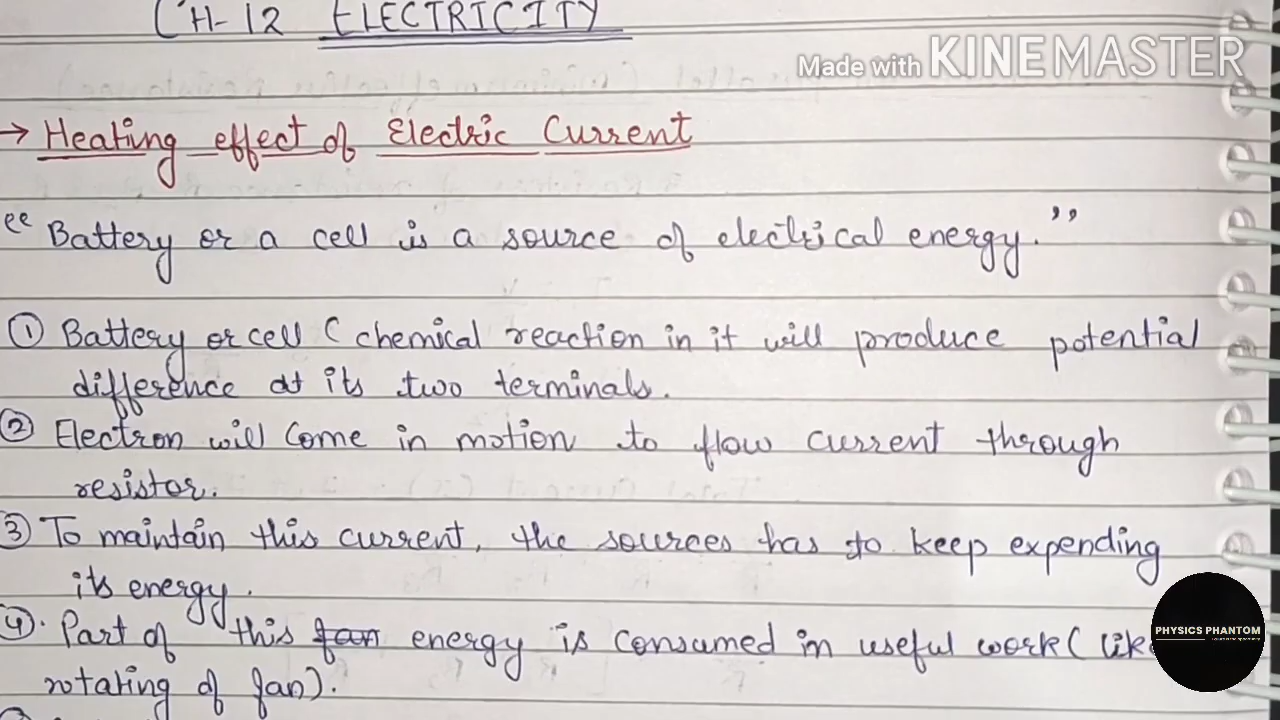 CH-12 ELECTRICITY
Made with KINEMASTER
→ Heating effect of Electric Current
“ Battery or a cell is a source of electrical energy. ”
① Battery or cell ( chemical reaction in it will produce potential
difference at its two terminals.
② Electron will Come in motion to flow current through
resistor.
③ To maintain this current, the sources has to keep expending
its energy.
④. Part of this fan energy is consumed in useful work ( like
rotating of fan).
PHYSICS PHANTOM